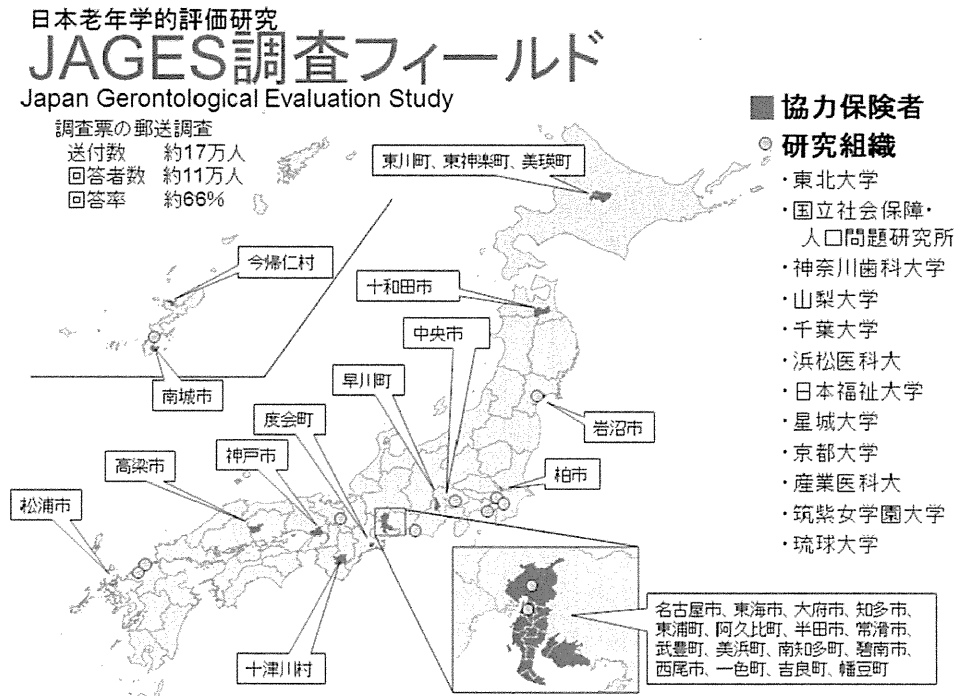 日本老年学的評価研究
JAGES調査フィールド
Japan Gerontological Evaluation Study
調査票の郵送調査
送付数 約17万人
回答者数 約11万人
回答率 約66%
協力保険者
研究組織
・東北大学
・国立社会保障・
人口問題研究所
・神奈川歯科大学
・山梨大学
・千葉大学
・浜松医科大
・日本福祉大学
・星城大学
・京都大学
・産業医科大
・筑紫女学園大学
・琉球大学
東川町、東神楽町、美瑛町
今帰仁村
十和田市
中央市
早川町
南城市
度会町
岩沼市
神戸市
高梁市
柏市
松浦市
十津川村
名古屋市、東海市、大府市、知多市、
東浦町、阿久比町、半田市、常滑市、
武豊町、美浜町、南知多町、碧南市、
西尾市、一色町、吉良町、幡豆町